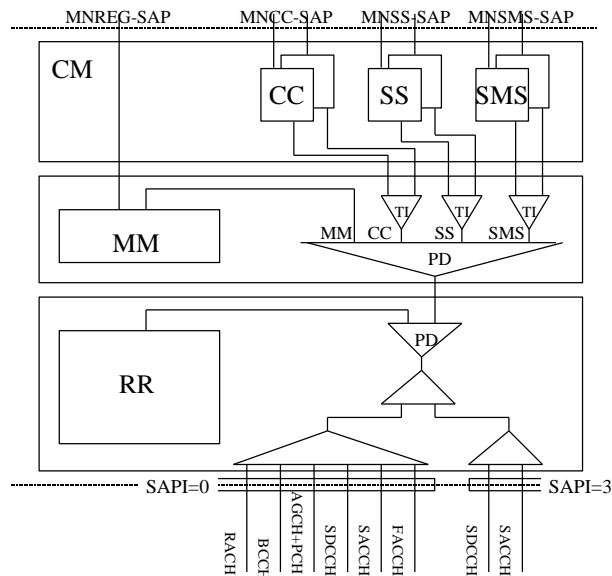 MNREG-SAP MNCC-SAP MNSS-SAP MNSMS-SAP
CM
CC SS SMS
TI TI TI
MM CC SS SMS
MM
PD
PD
RR
SAPI=0 SAPI=3
RACH
BCCH
AGCH+PCH
SDCCH
SACCH
FACCH
SDCCH
SACCH